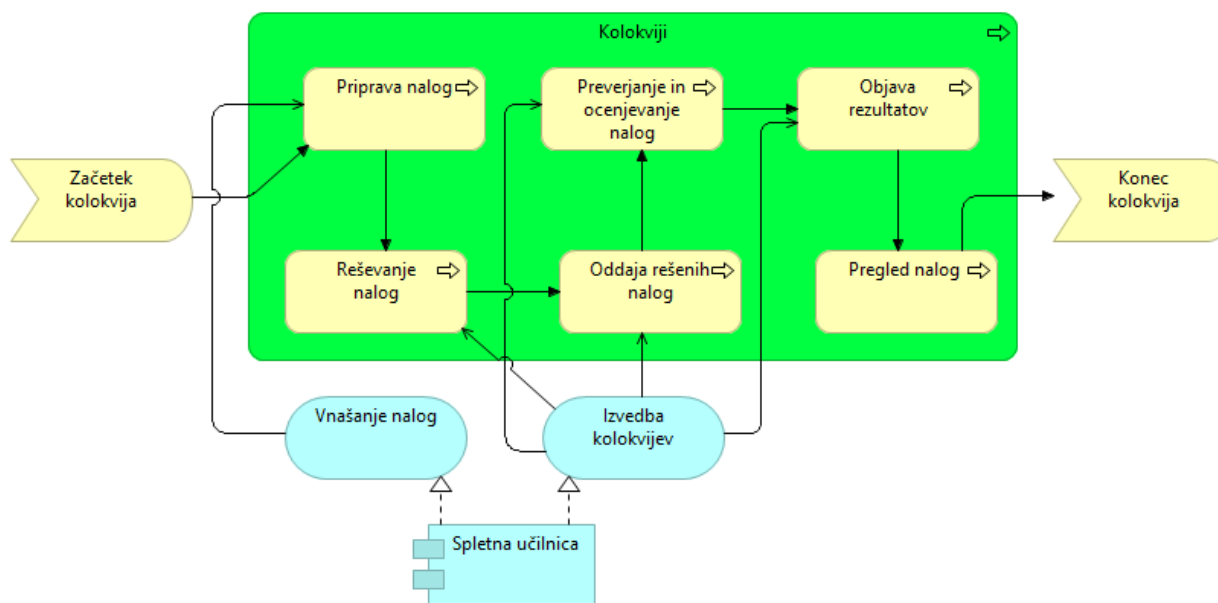 Kolokviji
Priprava nalog
Preverjanje in
ocenjevanje
nalog
Objava
rezultatov
Začetek
kolokvija
Konec
kolokvija
Reševanje
nalog
Oddaja rešenih
nalog
Pregled nalog
Vnašanje nalog
Izvedba
kolokvijev
Spletna učilnica